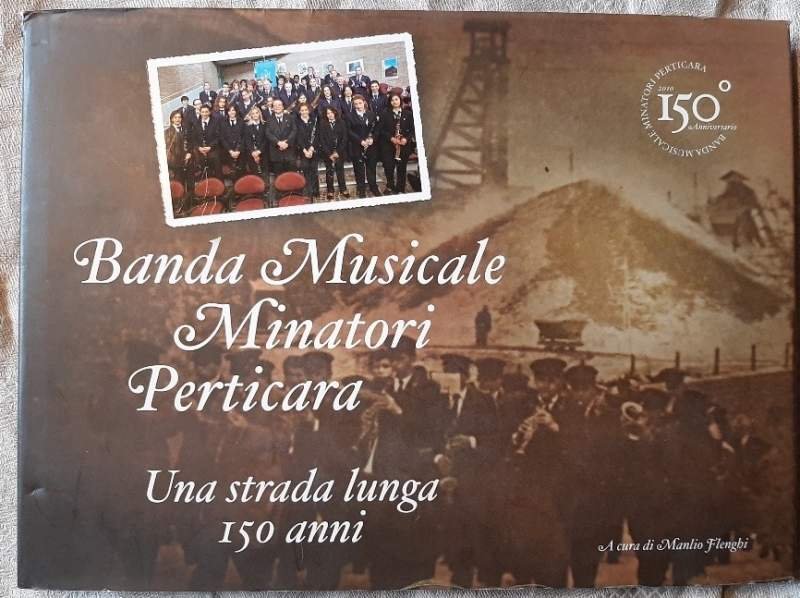 BANDA MUSICALE MINATORI PERTICARA
2010
150°
Anniversario
Banda Musicale
Minatori
Perticara
Una strada lunga
150 anni
A cura di Manlio Flenghi